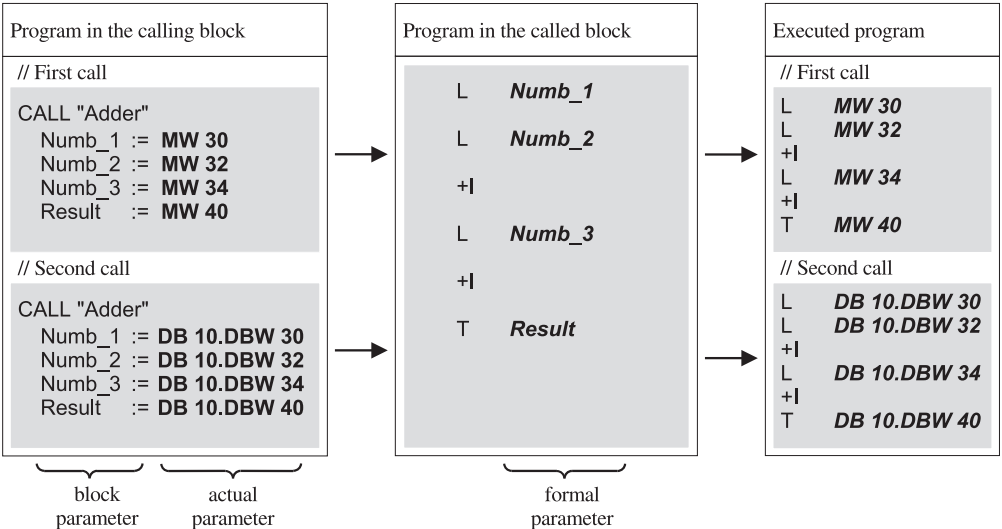 Program in the calling block
// First call
CALL "Adder"
Numb_1 := MW 30
Numb_2 := MW 32
Numb_3 := MW 34
Result := MW 40
// Second call
CALL "Adder"
Numb_1 := DB 10.DBW 30
Numb_2 := DB 10.DBW 32
Numb_3 := DB 10.DBW 34
Result := DB 10.DBW 40
block
parameter
actual
parameter
Program in the called block
L Numb_1
L Numb_2
+I
L Numb_3
+I
T Result
formal
parameter
Executed program
// First call
L MW 30
L MW 32
+I
L MW 34
+I
T MW 40
// Second call
L DB 10.DBW 30
L DB 10.DBW 32
+I
L DB 10.DBW 34
+I
T DB 10.DBW 40